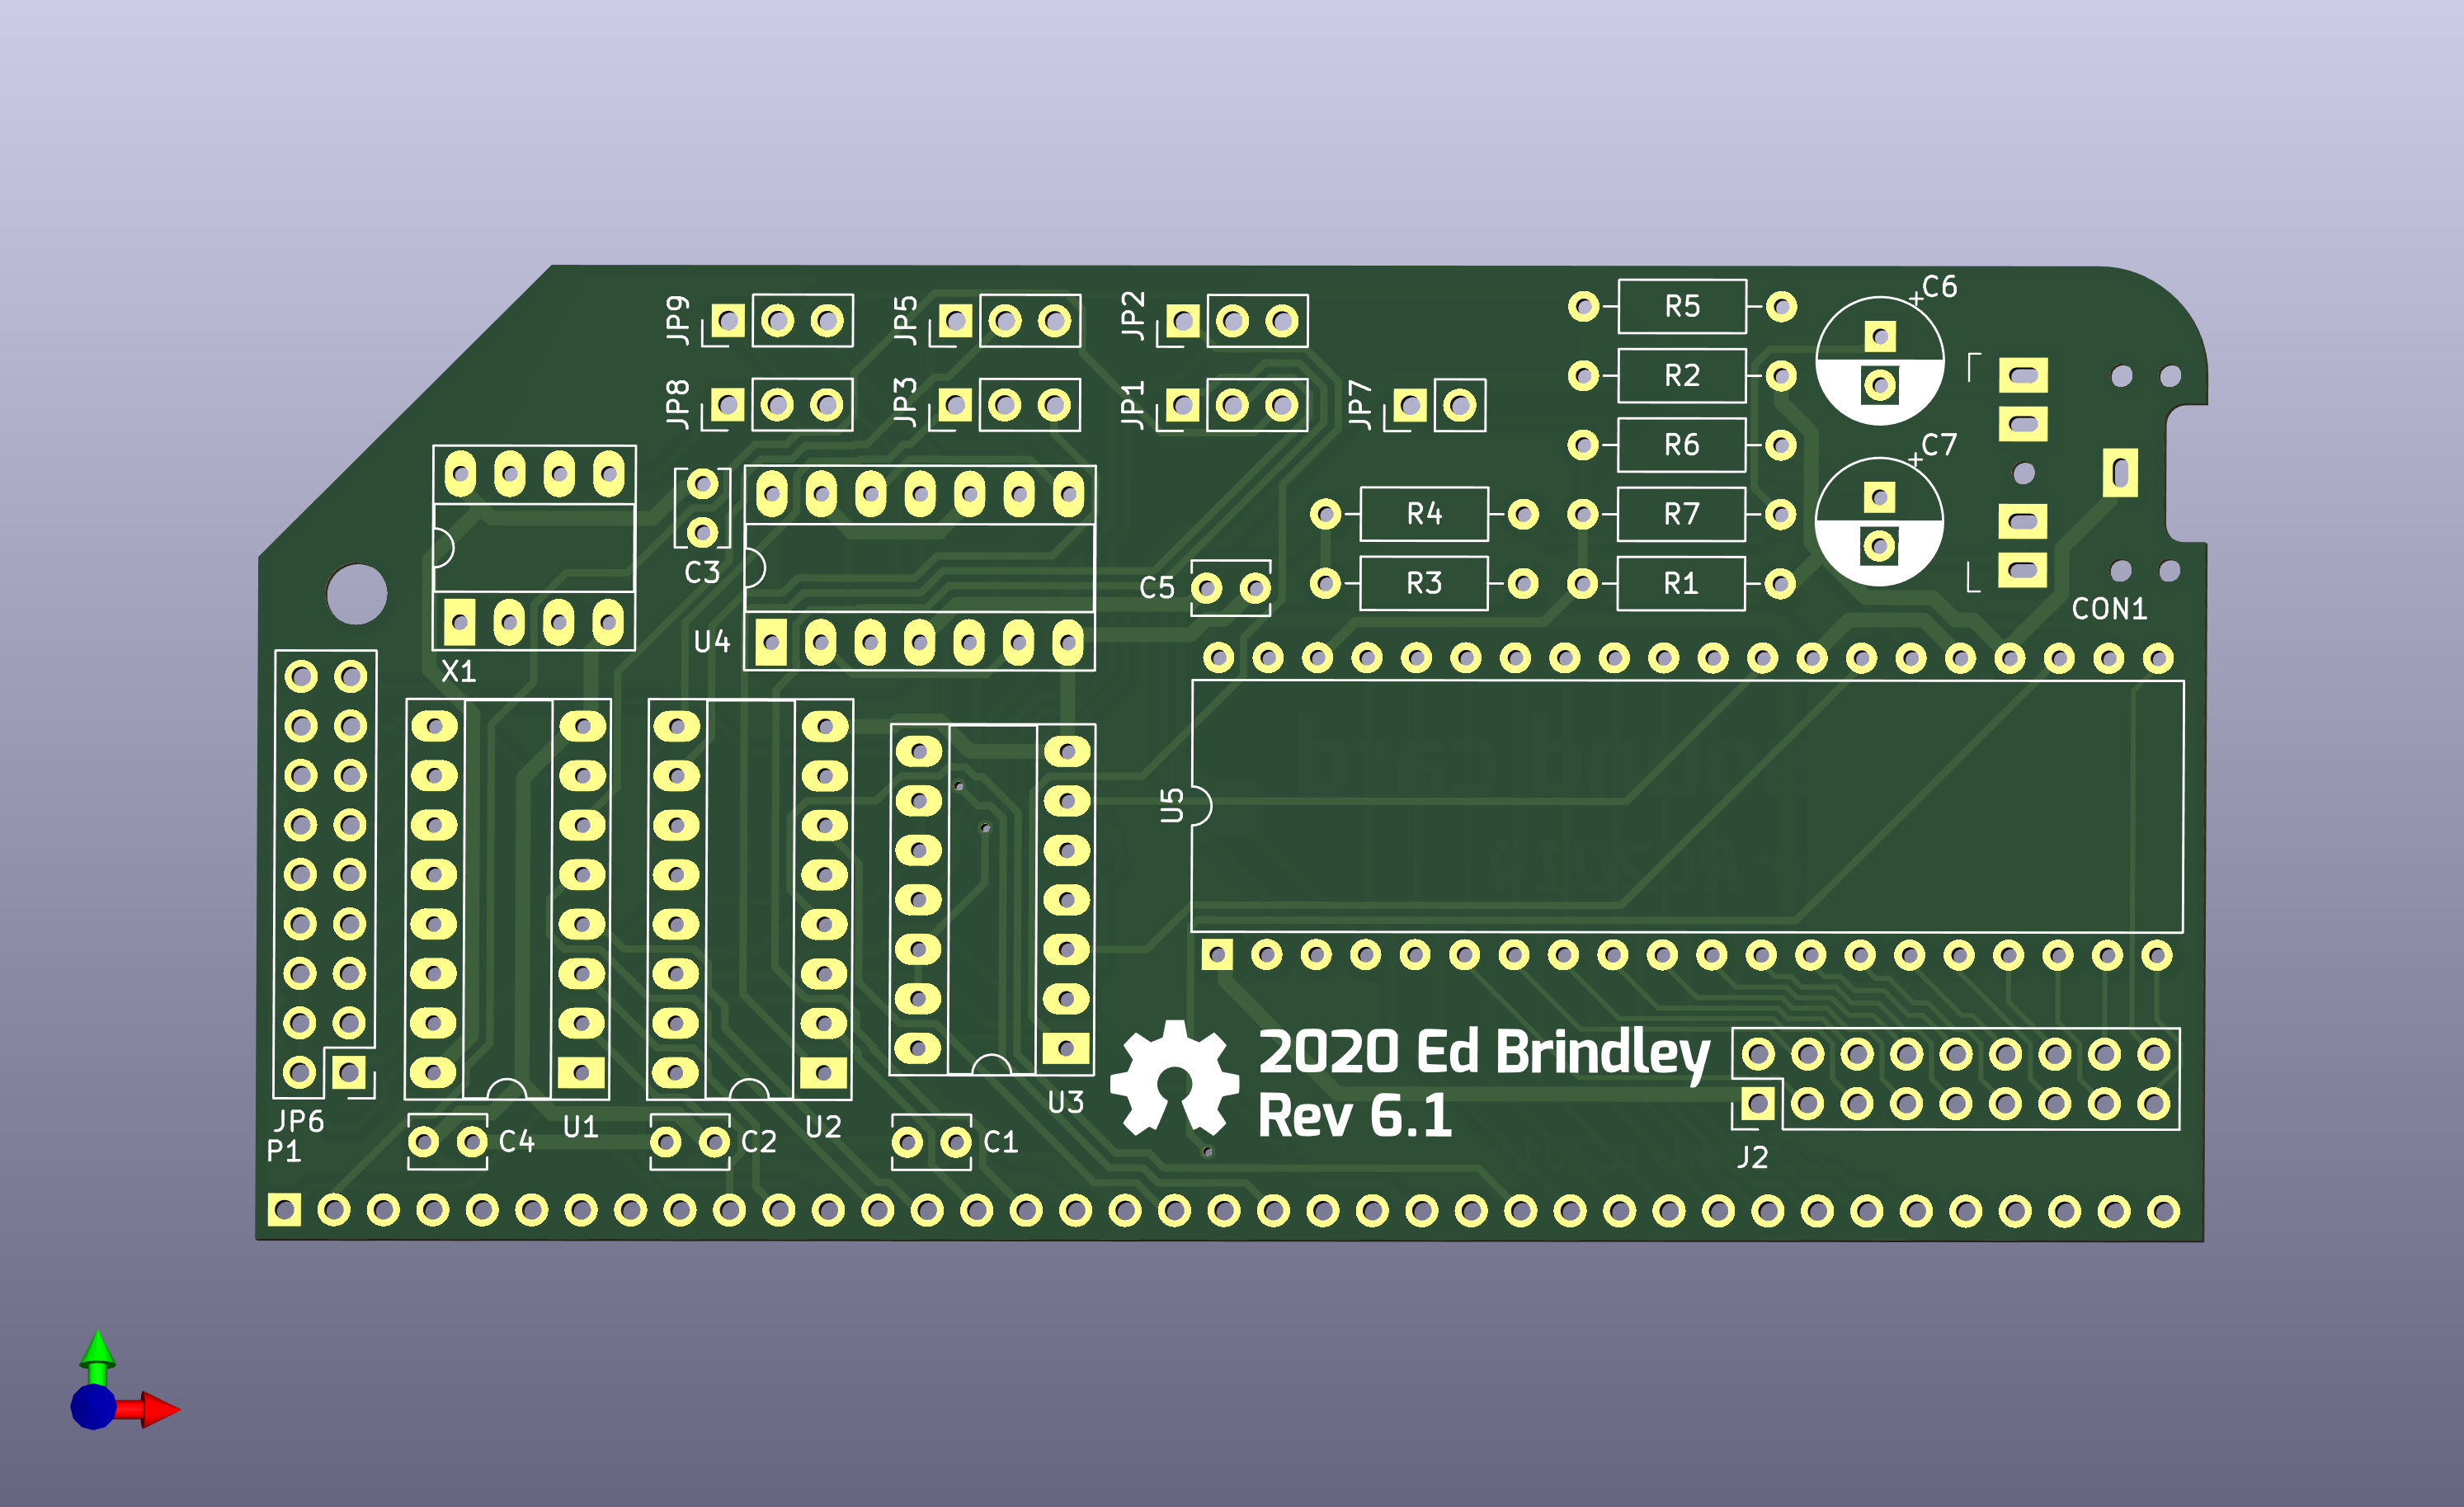 JP9
JP5
JP2
R5
C6
+
JP8
JP3
JP1
JP7
R2
R6
C7
+
R4
R7
C3
C5
R3
R1
CON1
U4
X1
U5
2020 Ed Brindley
Rev 6.1
U3
JP6
P1
C4
U1
C2
U2
C1
J2